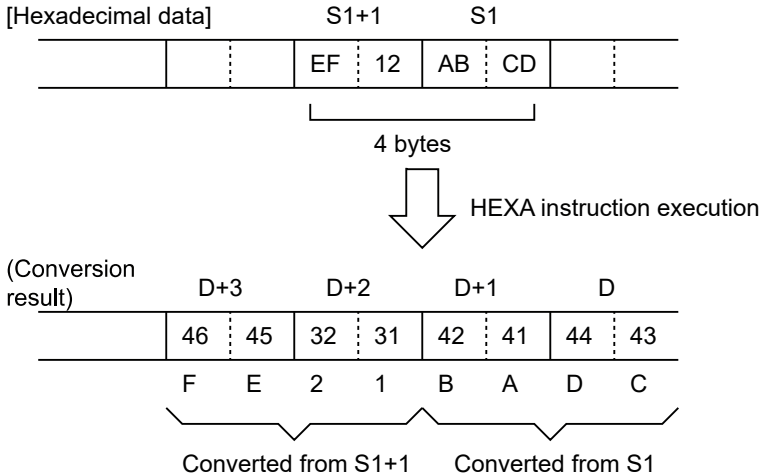 [Hexadecimal data] S1+1 S1
EF 12 AB CD
4 bytes
HEXA instruction execution
(Conversion
result) D+3 D+2 D+1 D
46 45 32 31 42 41 44 43
F E 2 1 B A D C
Converted from S1+1 Converted from S1